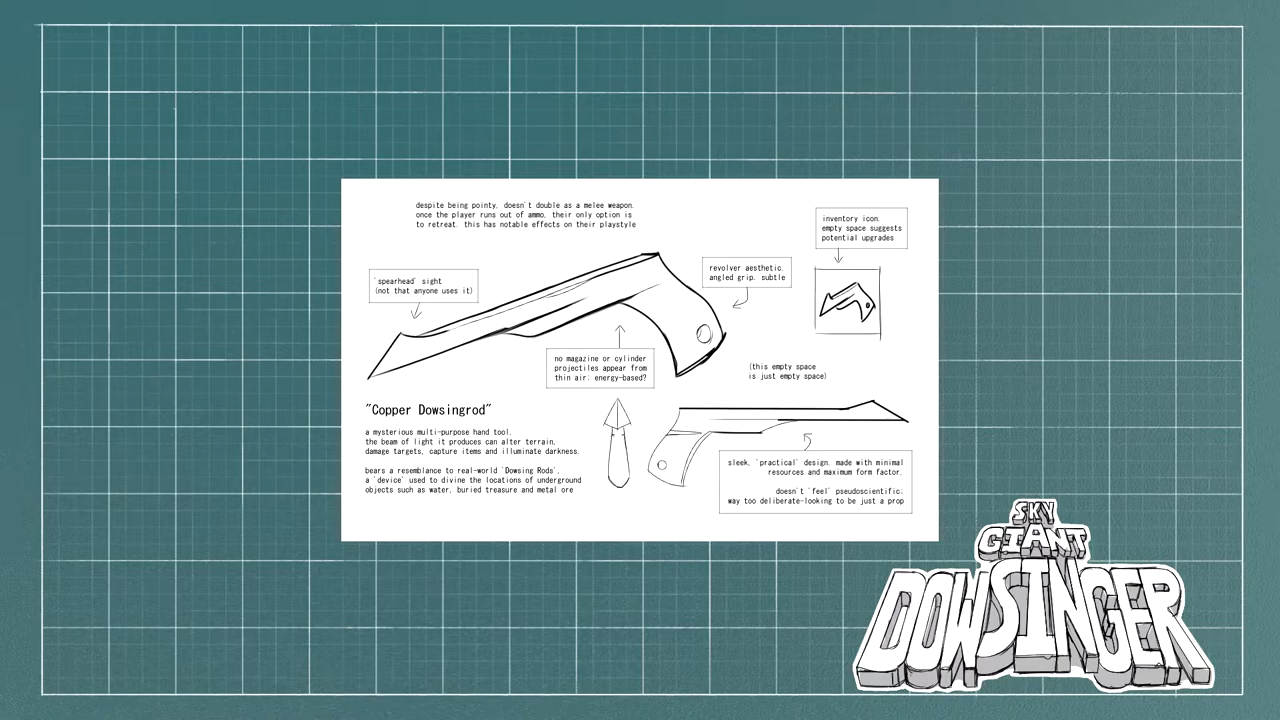 despite being pointy, doesn't double as a melee weapon.
once the player runs out of ammo, their only option is
to retreat. this has notable effects on their playstyle
inventory icon.
empty space suggests
potential upgrades
'spearhead' sight
(not that anyone uses it)
revolver aesthetic.
angled grip. subtle
no magazine or cylinder
projectiles appear from
thin air; energy-based?
(this empty space
is just empty space)
"Copper Dowsingrod"
a mysterious multi-purpose hand tool.
the beam of light it produces can alter terrain,
damage targets, capture items and illuminate darkness.
bears a resemblance to real-world 'Dowsing Rods',
a 'device' used to divine the locations of underground
objects such as water, buried treasure and metal ore
sleek, 'practical' design. made with minimal
resources and maximum form factor.
doesn't 'feel' pseudoscientific;
way too deliberate-looking to be just a prop
SKY
GIANT
DOWSINGER